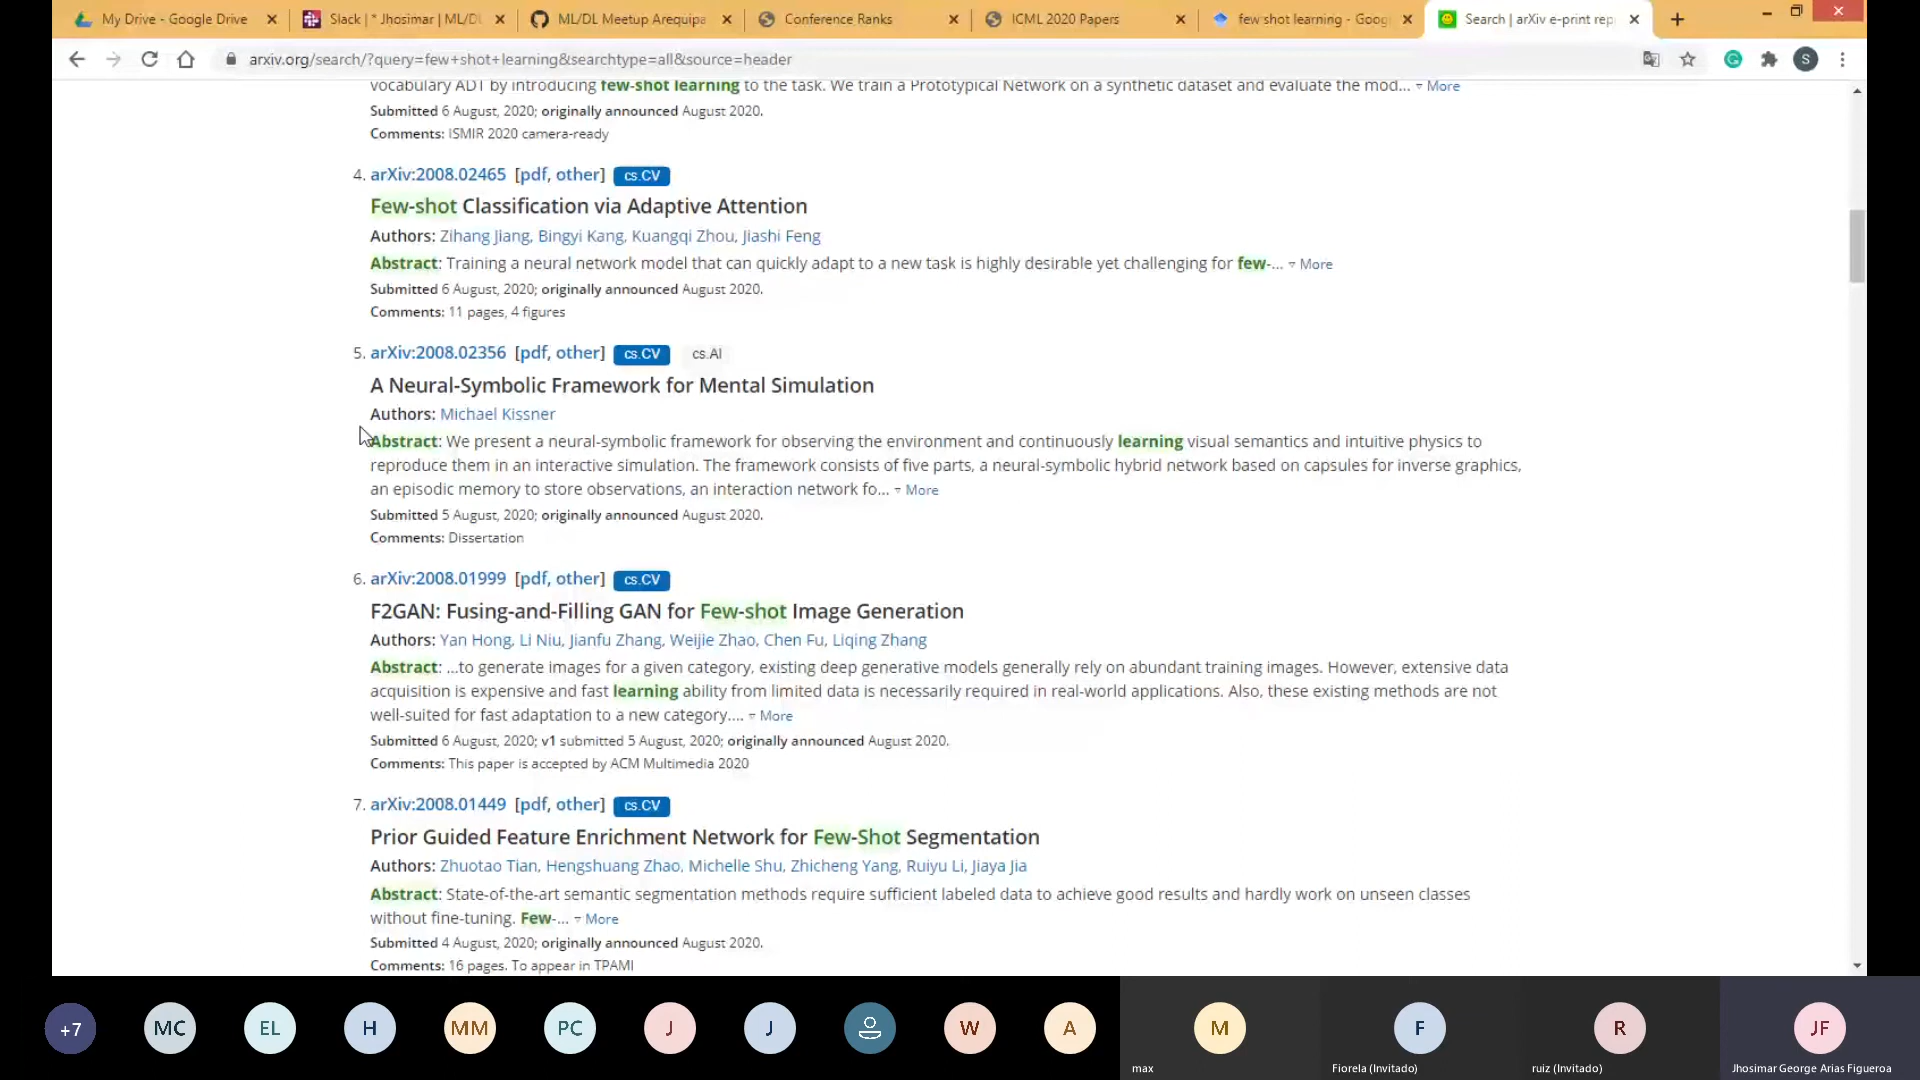 My Drive - Google Drive
Slack | * Jhosimar | ML/DL
ML/DL Meetup Arequipa
Conference Ranks
ICML 2020 Papers
few shot learning - Goog
Search | arXiv e-print rep
arxiv.org/search/?query=few+shot+learning&searchtype=all&source=header
S
vocabulary ADT by introducing few-shot learning to the task. We train a Prototypical Network on a synthetic dataset and evaluate the mod... ▿ More
Submitted 6 August, 2020; originally announced August 2020.
Comments: ISMIR 2020 camera-ready
4. arXiv:2008.02465 [pdf, other] cs.CV
Few-shot Classification via Adaptive Attention
Authors: Zihang Jiang, Bingyi Kang, Kuangqi Zhou, Jiashi Feng
Abstract: Training a neural network model that can quickly adapt to a new task is highly desirable yet challenging for few-... ▿ More
Submitted 6 August, 2020; originally announced August 2020.
Comments: 11 pages, 4 figures
5. arXiv:2008.02356 [pdf, other] cs.CV cs.AI
A Neural-Symbolic Framework for Mental Simulation
Authors: Michael Kissner
Abstract: We present a neural-symbolic framework for observing the environment and continuously learning visual semantics and intuitive physics to
reproduce them in an interactive simulation. The framework consists of five parts, a neural-symbolic hybrid network based on capsules for inverse graphics,
an episodic memory to store observations, an interaction network fo... ▿ More
Submitted 5 August, 2020; originally announced August 2020.
Comments: Dissertation
6. arXiv:2008.01999 [pdf, other] cs.CV
F2GAN: Fusing-and-Filling GAN for Few-shot Image Generation
Authors: Yan Hong, Li Niu, Jianfu Zhang, Weijie Zhao, Chen Fu, Liqing Zhang
Abstract: ...to generate images for a given category, existing deep generative models generally rely on abundant training images. However, extensive data
acquisition is expensive and fast learning ability from limited data is necessarily required in real-world applications. Also, these existing methods are not
well-suited for fast adaptation to a new category.... ▿ More
Submitted 6 August, 2020; v1 submitted 5 August, 2020; originally announced August 2020.
Comments: This paper is accepted by ACM Multimedia 2020
7. arXiv:2008.01449 [pdf, other] cs.CV
Prior Guided Feature Enrichment Network for Few-Shot Segmentation
Authors: Zhuotao Tian, Hengshuang Zhao, Michelle Shu, Zhicheng Yang, Ruiyu Li, Jiaya Jia
Abstract: State-of-the-art semantic segmentation methods require sufficient labeled data to achieve good results and hardly work on unseen classes
without fine-tuning. Few-... ▿ More
Submitted 4 August, 2020; originally announced August 2020.
Comments: 16 pages. To appear in TPAMI
+7 MC EL H MM PC J J W A M F R JF
max
Fiorela (Invitado)
ruiz (Invitado)
Jhosimar George Arias Figueroa